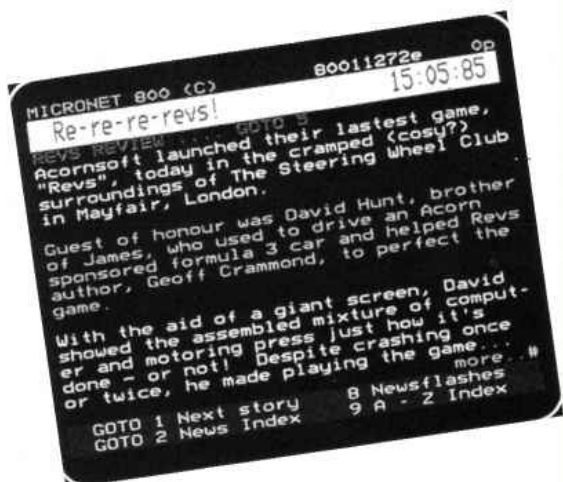 MICRONET 800 (C) 80011272e 0p
Re-re-re-revs! 15:05:85
REVS REVIEW .... GOTO 9
Acornsoft launched their lastest game,
"Revs", today in the cramped (cosy?)
surroundings of The Steering Wheel Club
in Mayfair, London.
Guest of honour was David Hunt, brother
of James, who used to drive an Acorn
sponsored formula 3 car and helped Revs
author, Geoff Crammond, to perfect the
game.
With the aid of a giant screen, David
showed the assembled mixture of comput-
er and motoring press just how it's
done - or not! Despite crashing once
or twice, he made playing the game...
more..#
GOTO 1 Next story 8 Newsflashes
GOTO 2 News Index 9 A - Z Index